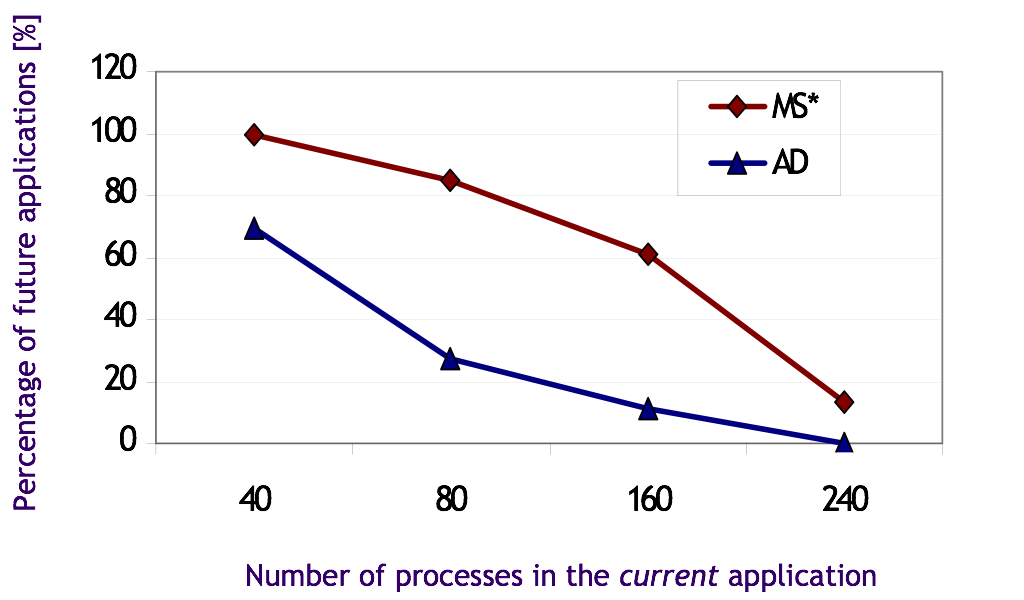 Percentage of future applications [%]
120
100
80
60
40
20
0
MS*
AD
40 80 160 240
Number of processes in the current application